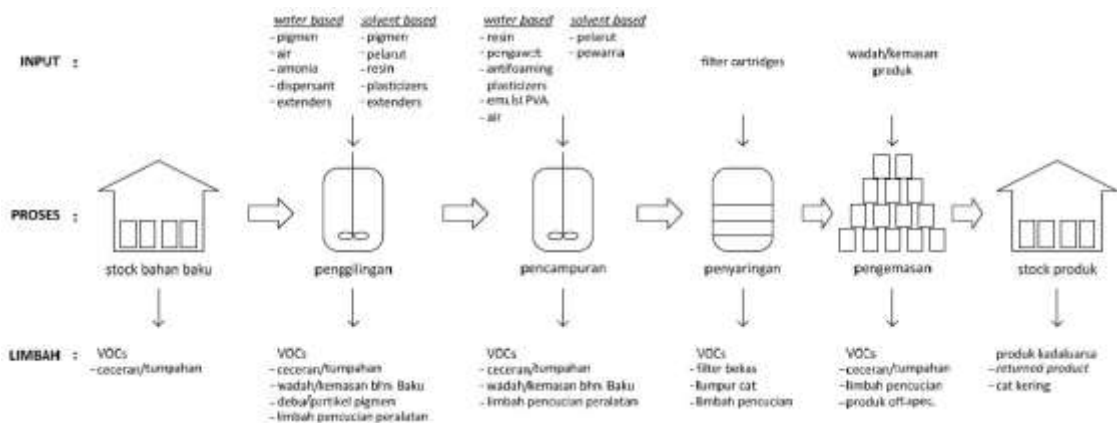 water based
- pigmen
- air
- amonia
- dispersant
- extenders
solvent based
- pigmen
pelarut
- resin
- plasticizers
- extenders
water based
- resin
- pengawet
- antifoaming
plasticizers
- emulsi PVA
- air
solvent based
- pelarut
- pewarna
filter cartridges
wadah/kemasan
produk
INPUT :
PROSES :
stock bahan baku
penggilingan
pencampuran
penyaringan
pengemasan
stock produk
LIMBAH :
VOCs
- ceceran/tumpahan
VOCs
- ceceran/tumpahan
- wadah/kemasan bhn. Baku
- debu/partikel pigmen
- limbah pencucian peralatan
VOCs
- ceceran/tumpahan
- wadah/kemasan bhn. Baku
- limbah pencucian peralatan
VOCs
- filter bekas
- lumpur cat
- limbah pencucian
VOCs
- ceceran/tumpahan
- limbah pencucian
- produk off-spec.
produk kadaluarsa
- returned product
- cat kering